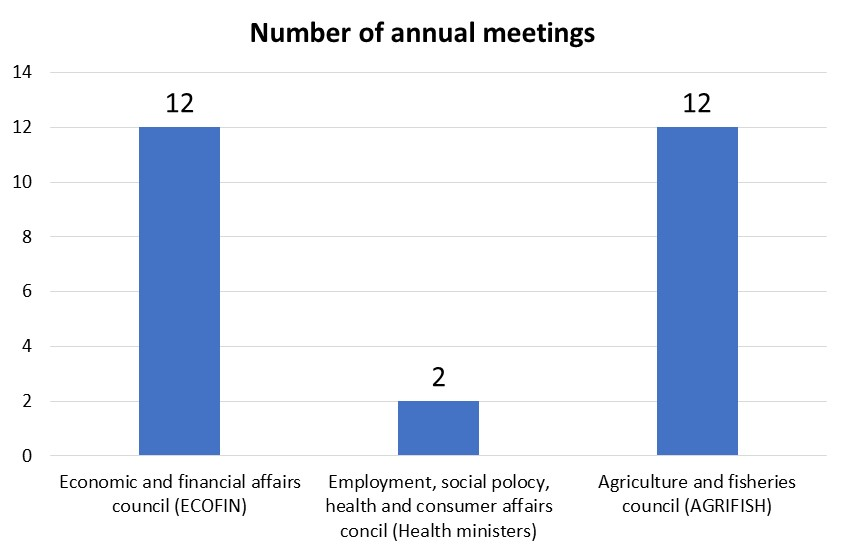 Number of annual meetings
14
12
10
8
6
4
2
0
12
2
12
Economic and financial affairs
council (ECOFIN)
Employment, social polocy,
health and consumer affairs
concil (Health ministers)
Agriculture and fisheries
council (AGRIFISH)